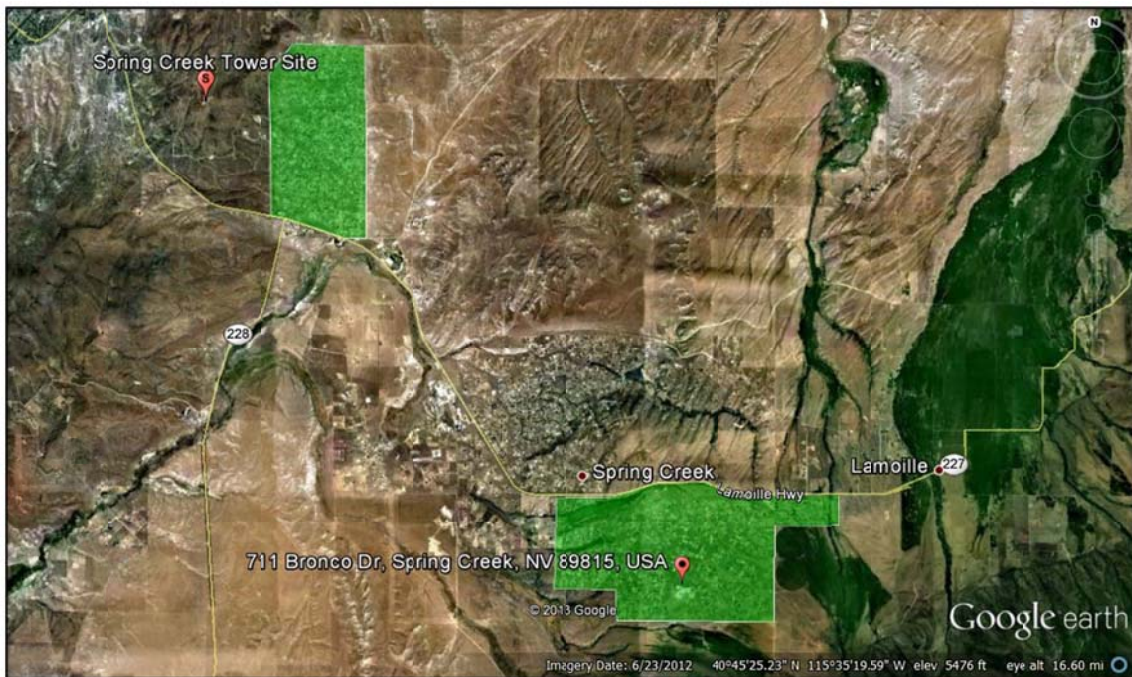 N
Spring Creek Tower Site
S
228
Spring Creek
Lamoille
227
Lamoille Hwy
711 Bronco Dr, Spring Creek, NV 89815, USA
© 2013 Google
Google earth
Imagery Date: 6/23/2012 40°45'25.23" N 115°35'19.59" W elev 5476 ft eye alt 16.60 mi